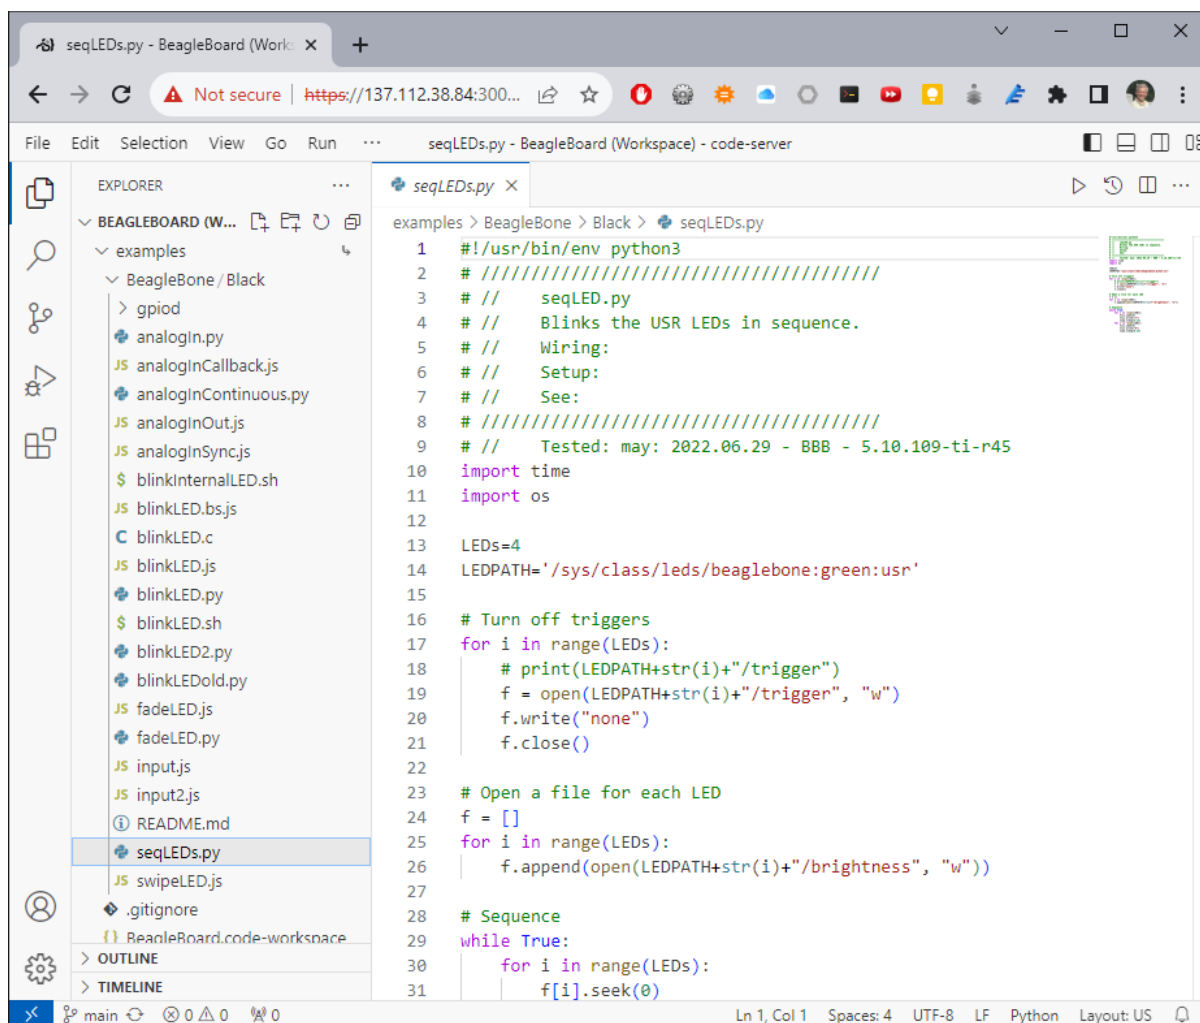 seqLEDs.py - BeagleBoard (Work
Not secure | https://137.112.38.84:300...
File Edit Selection View Go Run ··· seqLEDs.py - BeagleBoard (Workspace) - code-server
EXPLORER ···
BEAGLEBOARD (W...
examples
BeagleBone / Black
gpiod
analogIn.py
JS analogInCallback.js
analogInContinuous.py
JS analogInOut.js
JS analogInSync.js
$ blinkInternalLED.sh
JS blinkLED.bs.js
C blinkLED.c
JS blinkLED.js
blinkLED.py
$ blinkLED.sh
blinkLED2.py
blinkLEDold.py
JS fadeLED.js
fadeLED.py
JS input.js
JS input2.js
README.md
seqLEDs.py
JS swipeLED.js
.gitignore
{} BeagleBoard.code-workspace
OUTLINE
TIMELINE
seqLEDs.py
examples > BeagleBone > Black > seqLEDs.py
1 #!/usr/bin/env python3
2 # ////////////////////////////////////////
3 # // seqLED.py
4 # // Blinks the USR LEDs in sequence.
5 # // Wiring:
6 # // Setup:
7 # // See:
8 # ////////////////////////////////////////
9 # // Tested: may: 2022.06.29 - BBB - 5.10.109-ti-r45
10 import time
11 import os
12
13 LEDs=4
14 LEDPATH='/sys/class/leds/beaglebone:green:usr'
15
16 # Turn off triggers
17 for i in range(LEDs):
18 # print(LEDPATH+str(i)+"/trigger")
19 f = open(LEDPATH+str(i)+"/trigger", "w")
20 f.write("none")
21 f.close()
22
23 # Open a file for each LED
24 f = []
25 for i in range(LEDs):
26 f.append(open(LEDPATH+str(i)+"/brightness", "w"))
27
28 # Sequence
29 while True:
30 for i in range(LEDs):
31 f[i].seek(0)
main 0 0 0 Ln 1, Col 1 Spaces: 4 UTF-8 LF Python Layout: US